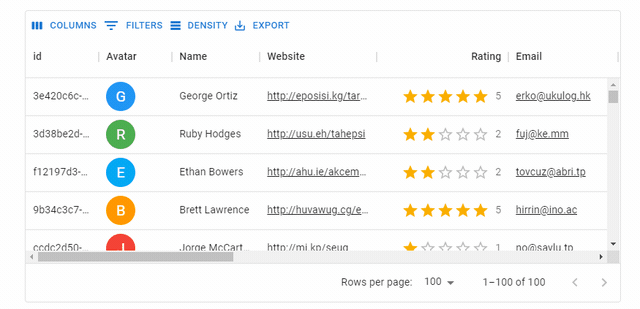 COLUMNS FILTERS DENSITY EXPORT
id Avatar Name Website Rating Email
3e420c6c-... G George Ortiz http://eposisi.kg/tar... 5 erko@ukulog.hk
3d38be2d-... R Ruby Hodges http://usu.eh/tahepsi 2 fuj@ke.mm
f12197d3-... E Ethan Bowers http://ahu.ie/akcem... 2 tovcuz@abri.tp
9b34c3c7-... B Brett Lawrence http://huvawug.cg/e... 5 hirrin@ino.ac
ccdc2d50-... J Jorge McCart... http://mi.kp/seug 1 no@savlu.tp
Rows per page: 100 1–100 of 100